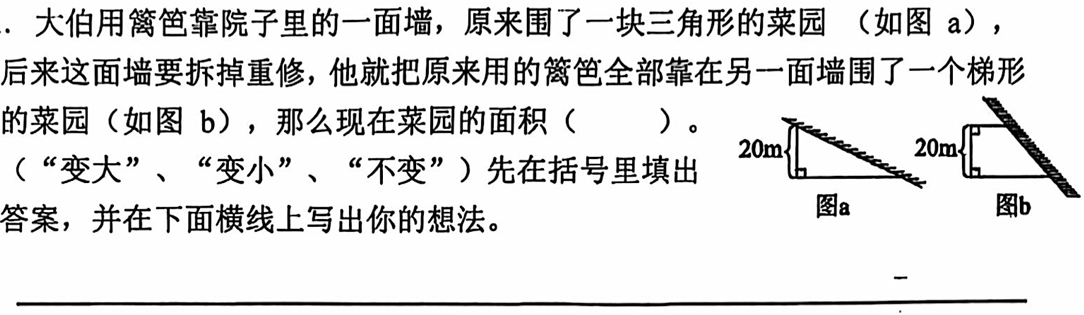 . 大伯用篱笆靠院子里的一面墙，原来围了一块三角形的菜园 （如图 a），
后来这面墙要拆掉重修，他就把原来用的篱笆全部靠在另一面墙围了一个梯形
的菜园（如图 b），那么现在菜园的面积（　　）。
（“变大”、“变小”、“不变”）先在括号里填出
答案，并在下面横线上写出你的想法。
20m 20m
图a 图b